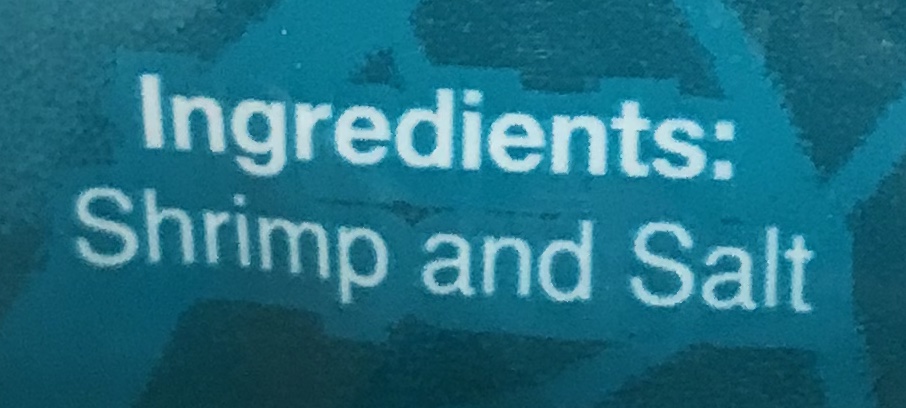 Ingredients:
Shrimp and Salt